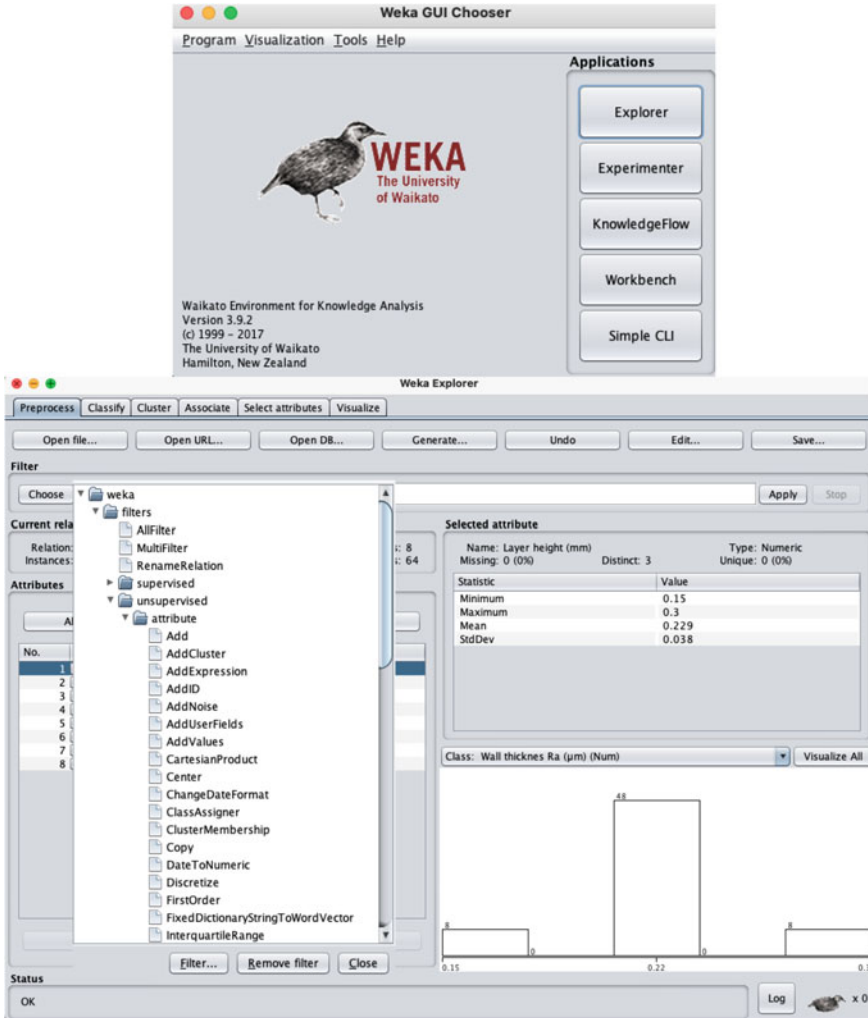 Weka GUI Chooser
Program Visualization Tools Help
Applications
Explorer
WEKA
The University
of Waikato
Experimenter
KnowledgeFlow
Workbench
Simple CLI
Waikato Environment for Knowledge Analysis
Version 3.9.2
(c) 1999 - 2017
The University of Waikato
Hamilton, New Zealand
Weka Explorer
Preprocess Classify Cluster Associate Select attributes Visualize
Open file... Open URL... Open DB... Generate... Undo Edit... Save...
Filter
Choose Apply Stop
weka
filters
AllFilter
MultiFilter
RenameRelation
supervised
unsupervised
attribute
Add
AddCluster
AddExpression
AddID
AddNoise
AddUserFields
AddValues
CartesianProduct
Center
ChangeDateFormat
ClassAssigner
ClusterMembership
Copy
DateToNumeric
Discretize
FirstOrder
FixedDictionaryStringToWordVector
InterquartileRange
Filter... Remove filter Close
Current rela
Relation: s: 8
Instances: s: 64
Attributes
Al
No.
1
2
3
4
5
6
7
8
Selected attribute
Name: Layer height (mm) Type: Numeric
Missing: 0 (0%) Distinct: 3 Unique: 0 (0%)
Statistic Value
Minimum 0.15
Maximum 0.3
Mean 0.229
StdDev 0.038
Class: Wall thicknes Ra (µm) (Num) Visualize All
48
8 0 0 8
0.15 0.22 0.3
Status
OK Log x 0